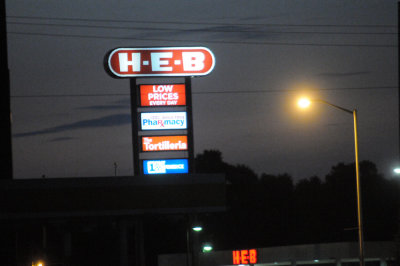 H-E-B
LOW
PRICES
EVERY DAY
Pharmacy
Tortilleria
H-E-B